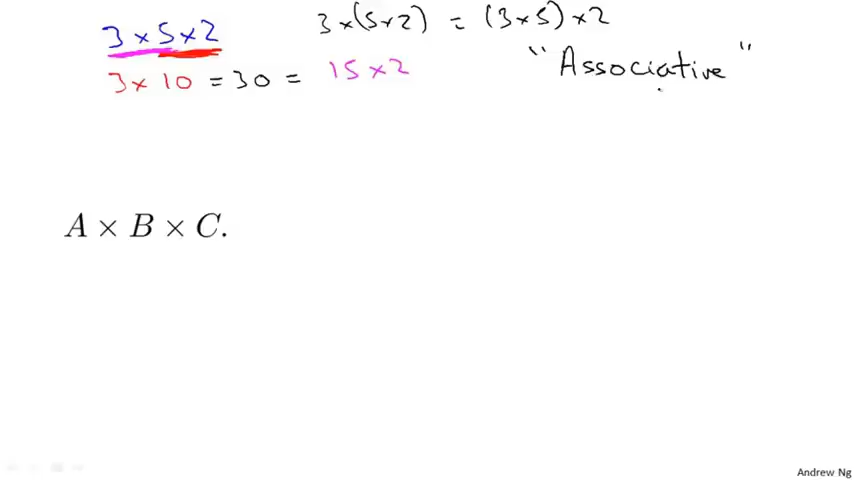 3 × 5 × 2 3 × (5 × 2) = (3 × 5) × 2
3 × 10 = 30 = 15 × 2 "Associative"
A × B × C.
Andrew Ng